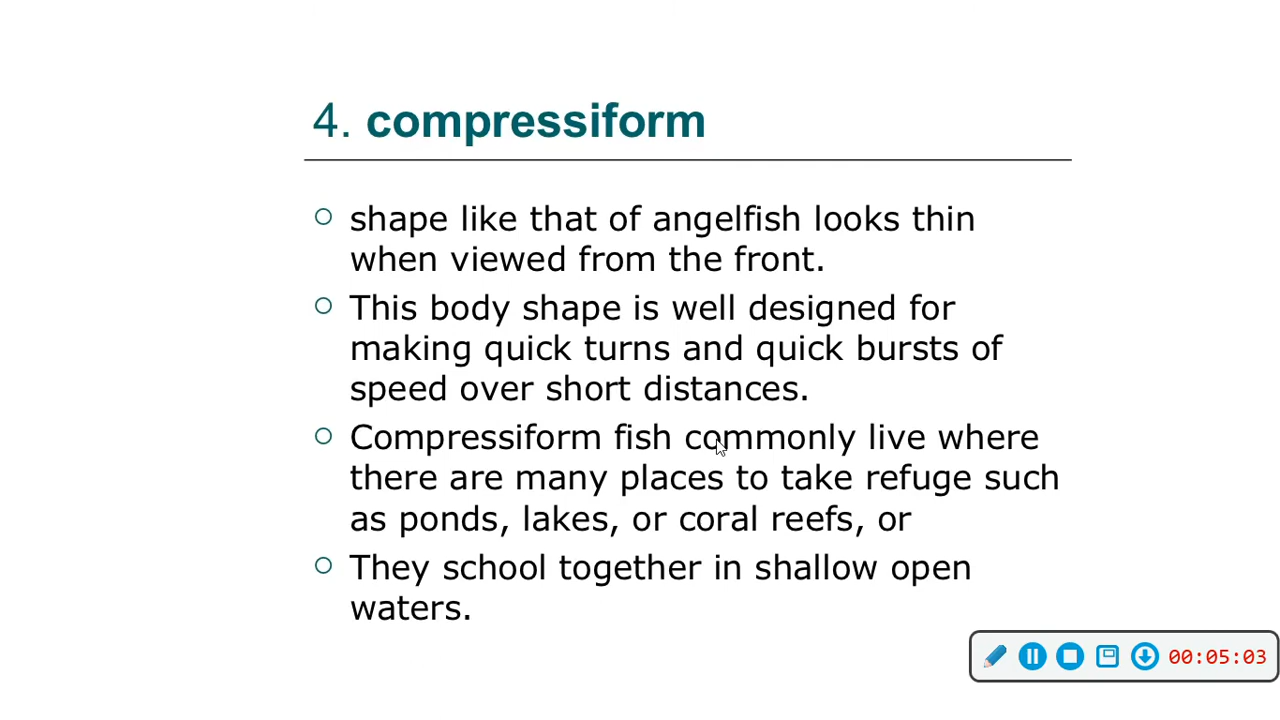 4. compressiform
shape like that of angelfish looks thin
when viewed from the front.
This body shape is well designed for
making quick turns and quick bursts of
speed over short distances.
Compressiform fish commonly live where
there are many places to take refuge such
as ponds, lakes, or coral reefs, or
They school together in shallow open
waters.
00:05:03